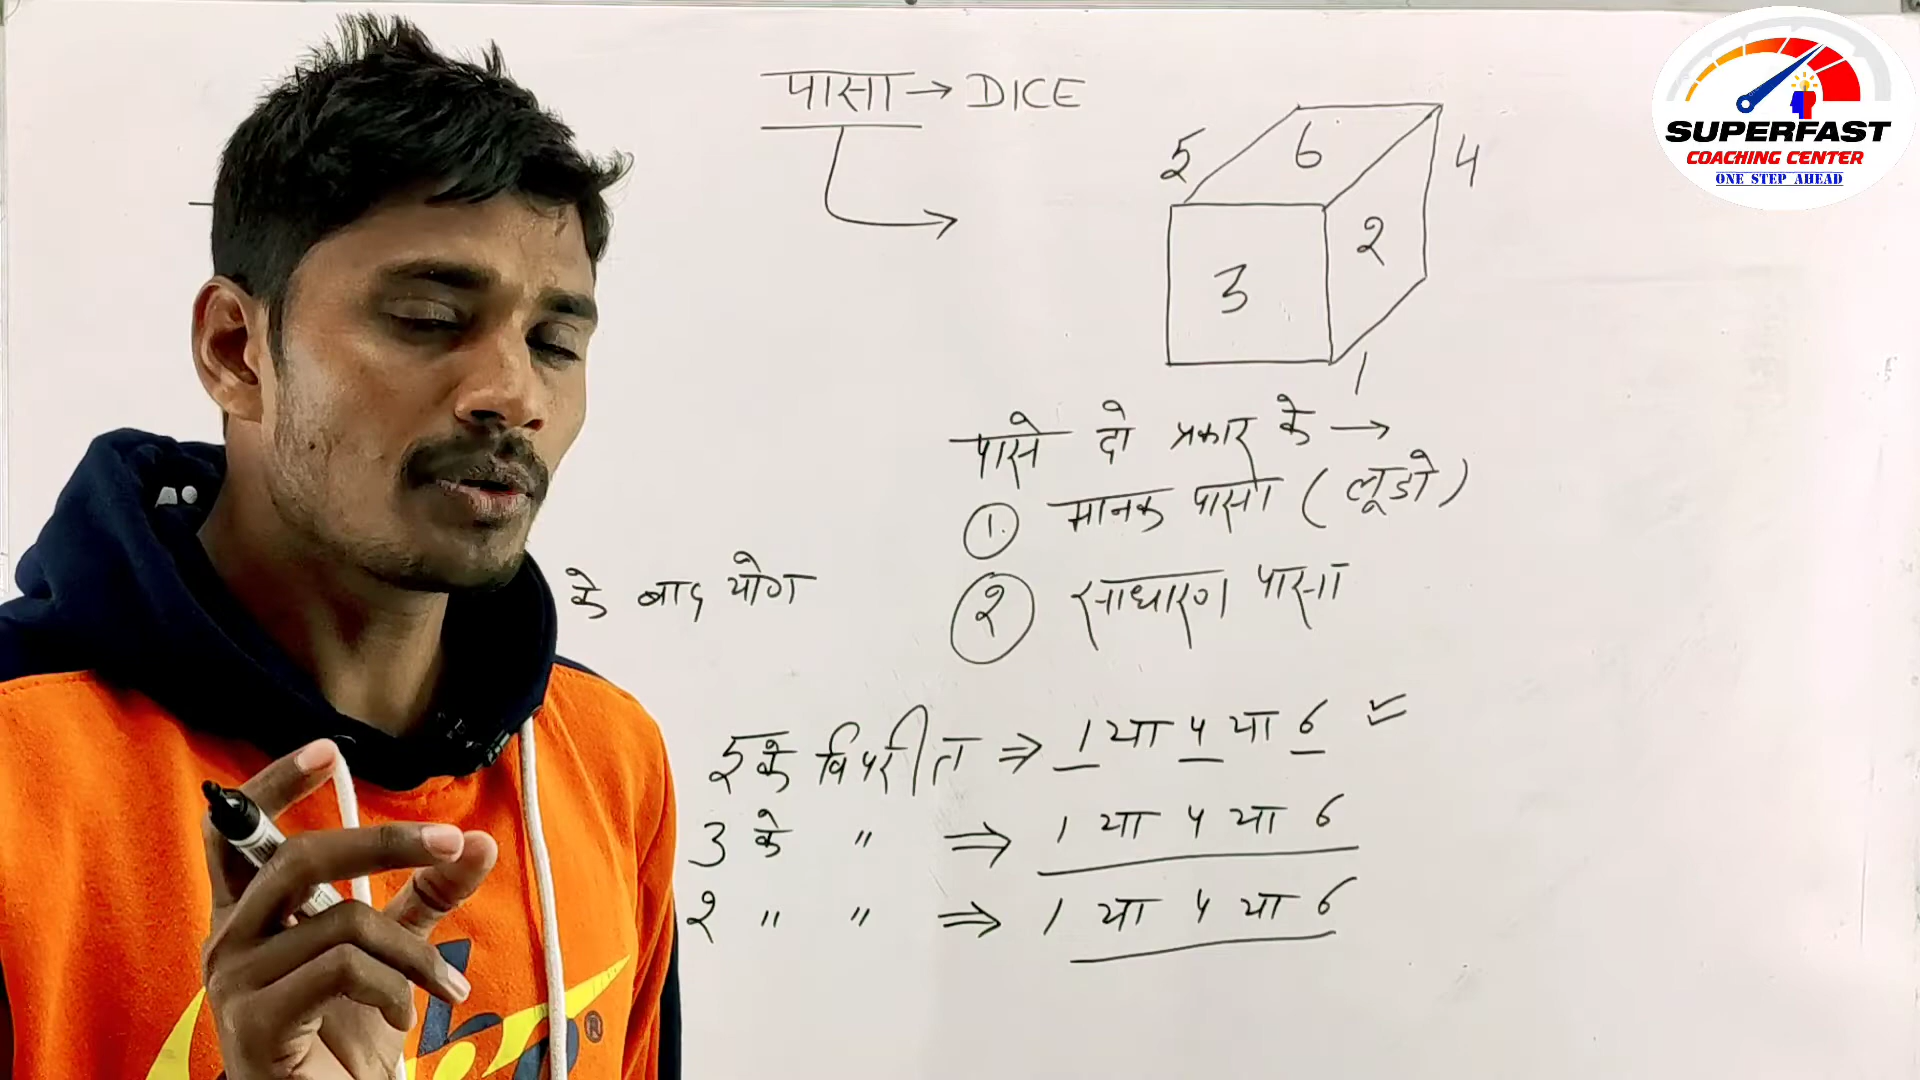 पासा → DICE
5
6
4
3
2
1
पासे दो प्रकार के →
1. मानक पासा (लूडो)
2 साधारण पासा
के बाद योग
के विपरीत ⇒ 1 या 4 या 6
3 के " ⇒ 1 या 4 या 6
2 " " ⇒ 1 या 4 या 6
SUPERFAST
COACHING CENTER
ONE STEP AHEAD